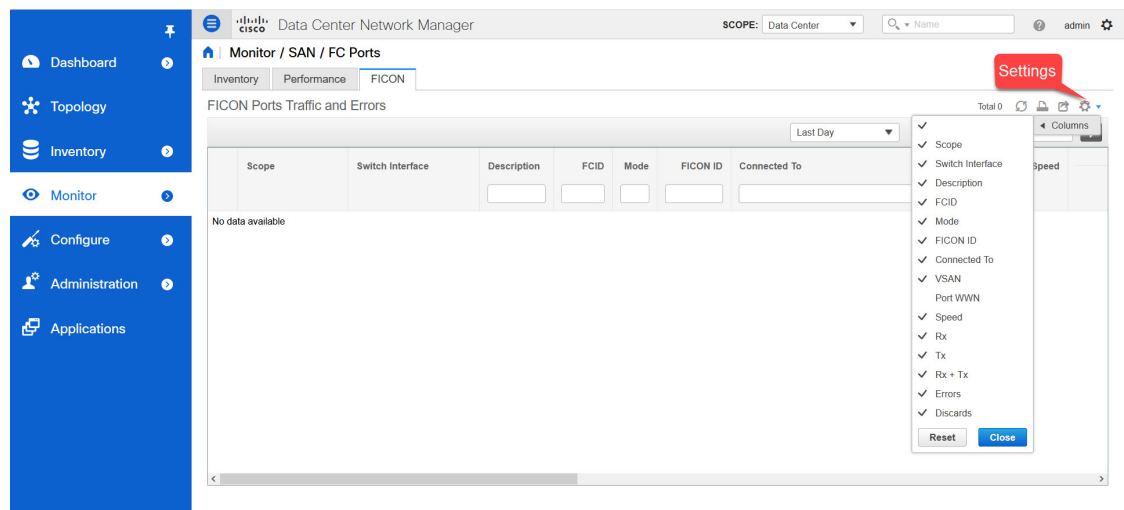 cisco Data Center Network Manager SCOPE: Data Center Name admin
Monitor / SAN / FC Ports
Inventory Performance FICON
Settings
FICON Ports Traffic and Errors Total 0
Dashboard
Topology
Inventory
Monitor
Configure
Administration
Applications
Last Day
Scope Switch Interface Description FCID Mode FICON ID Connected To Speed
No data available
Columns
Scope
Switch Interface
Description
FCID
Mode
FICON ID
Connected To
VSAN
Port WWN
Speed
Rx
Tx
Rx + Tx
Errors
Discards
Reset Close